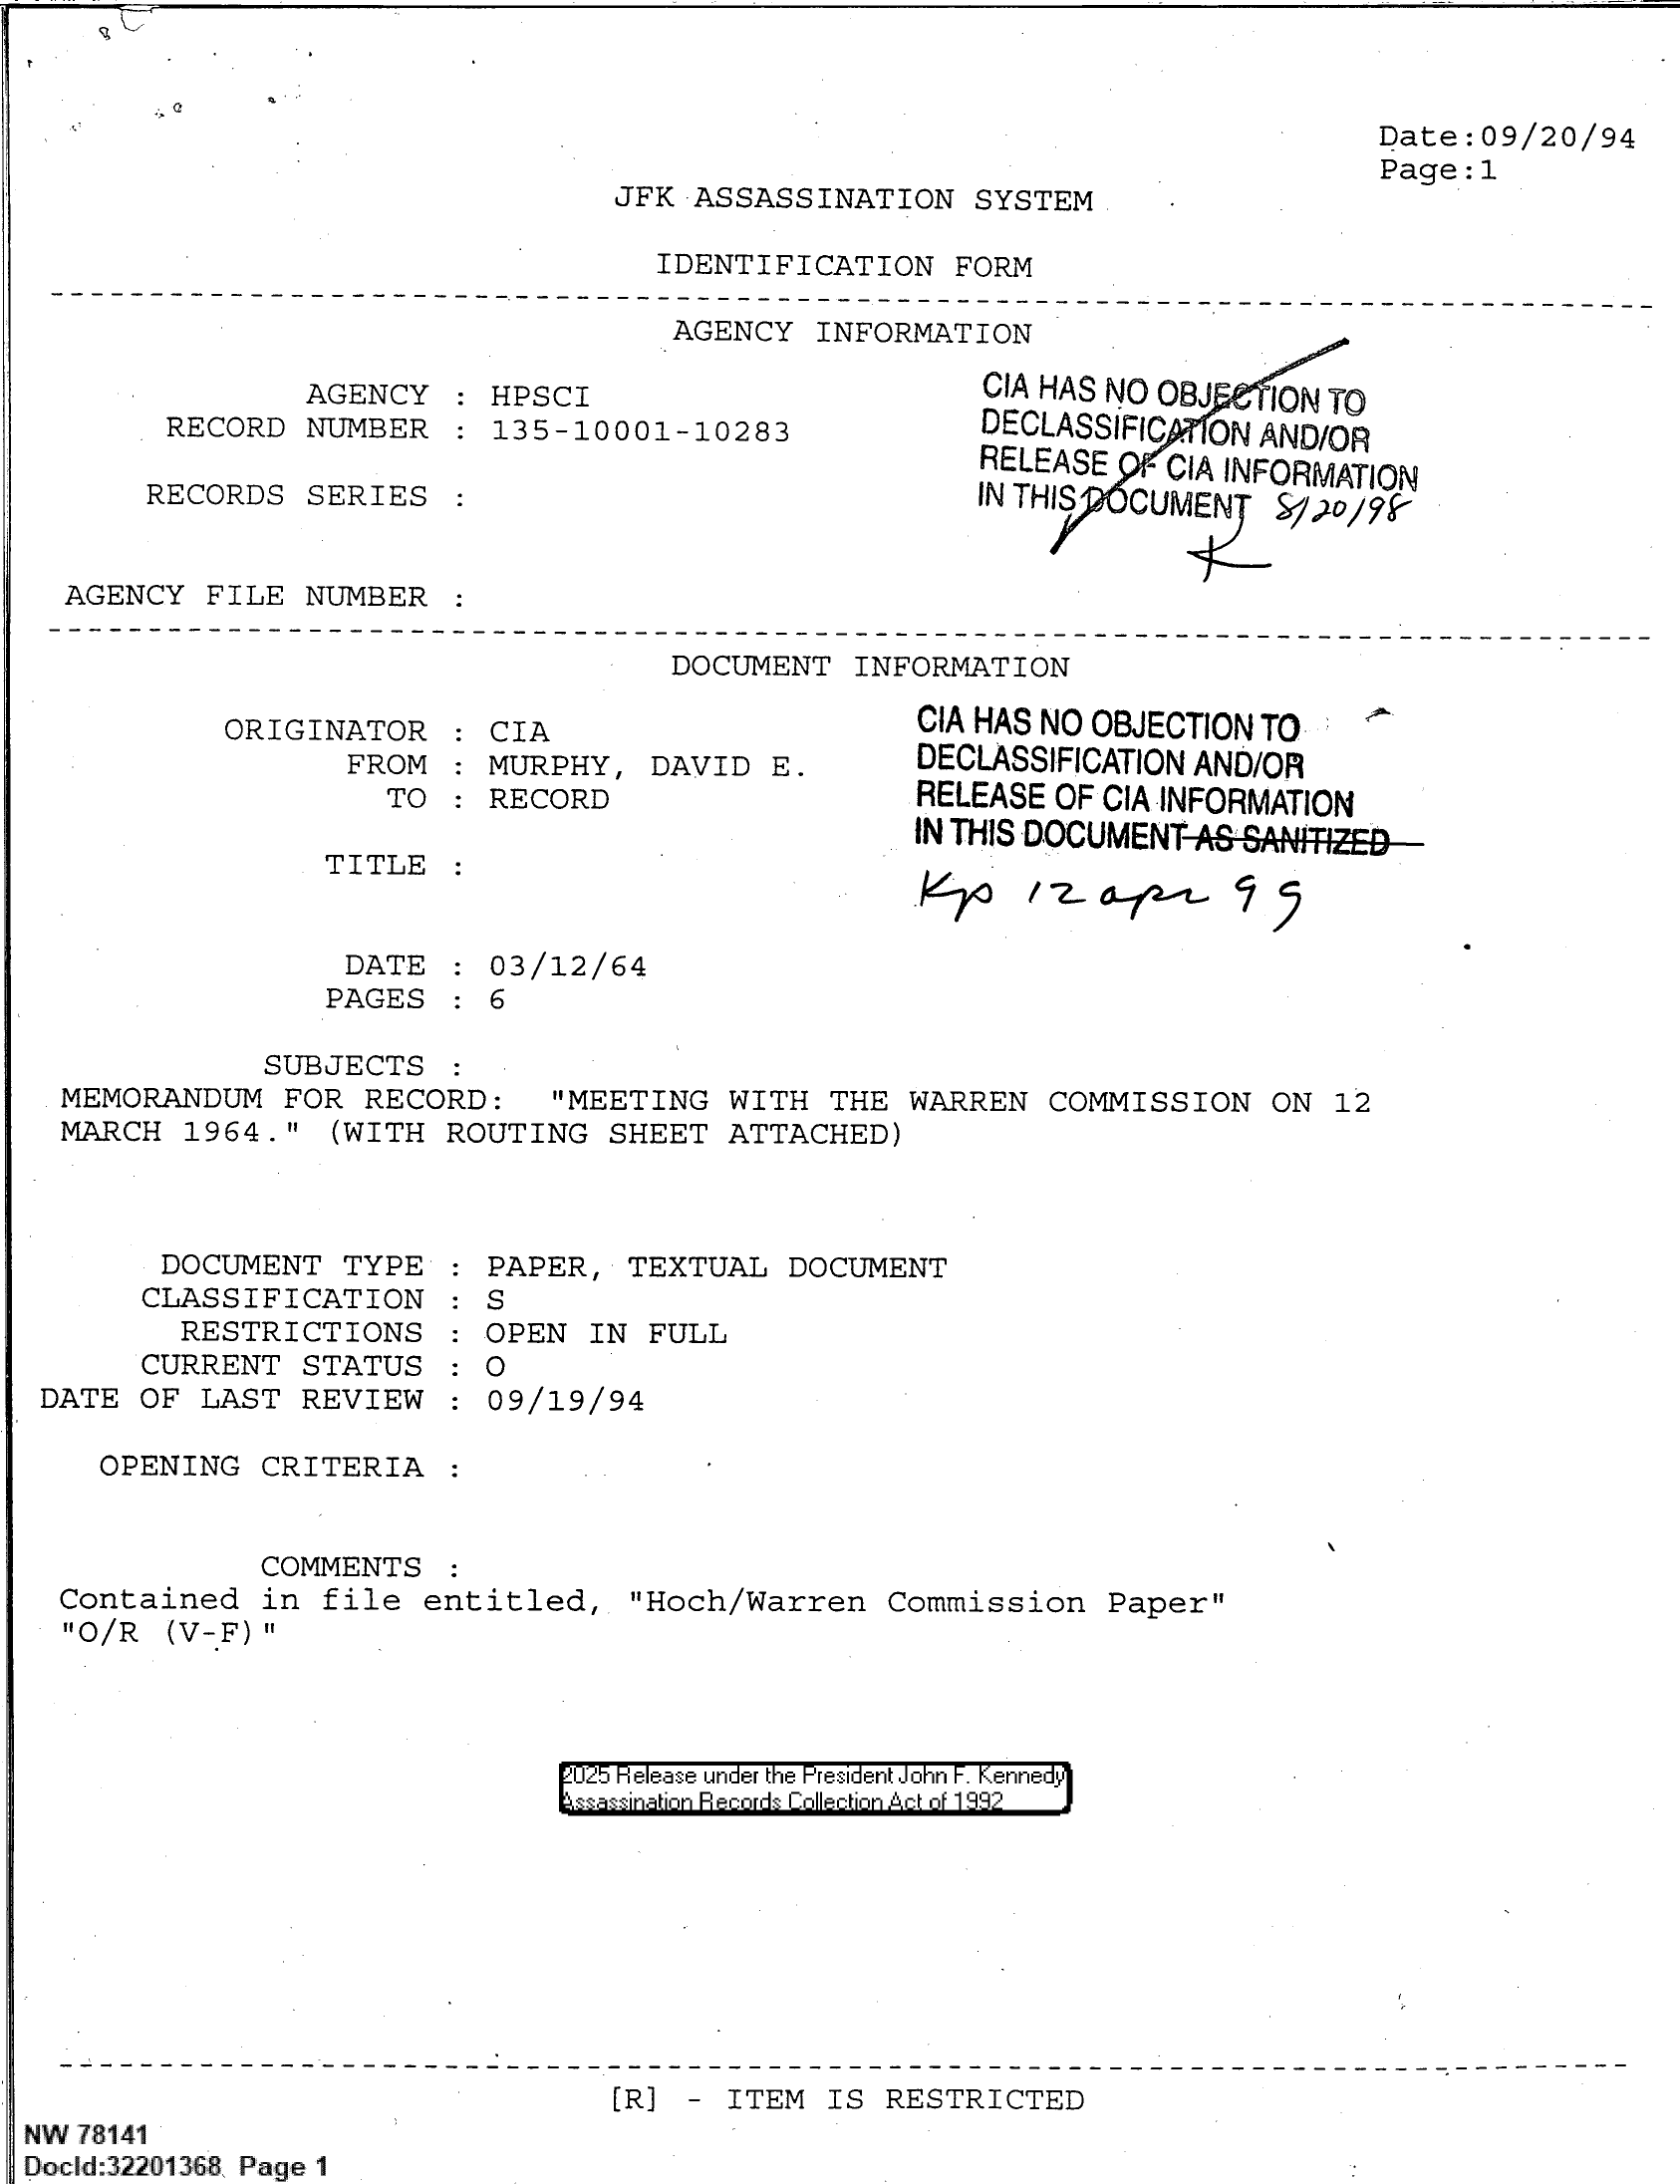 Date:09/20/94
Page:1
JFK ASSASSINATION SYSTEM
IDENTIFICATION FORM
AGENCY INFORMATION
AGENCY : HPSCI
RECORD NUMBER : 135-10001-10283
RECORDS SERIES :
AGENCY FILE NUMBER :
CIA HAS NO OBJECTION TO
DECLASSIFICATION AND/OR
RELEASE OF CIA INFORMATION
IN THIS DOCUMENT 8/20/98
DOCUMENT INFORMATION
ORIGINATOR : CIA
FROM : MURPHY, DAVID E.
TO : RECORD
TITLE :
CIA HAS NO OBJECTION TO
DECLASSIFICATION AND/OR
RELEASE OF CIA INFORMATION
IN THIS DOCUMENT AS SANITIZED
Kp 12 apr 99
DATE : 03/12/64
PAGES : 6
SUBJECTS :
MEMORANDUM FOR RECORD: "MEETING WITH THE WARREN COMMISSION ON 12
MARCH 1964." (WITH ROUTING SHEET ATTACHED)
DOCUMENT TYPE : PAPER, TEXTUAL DOCUMENT
CLASSIFICATION : S
RESTRICTIONS : OPEN IN FULL
CURRENT STATUS : O
DATE OF LAST REVIEW : 09/19/94
OPENING CRITERIA :
COMMENTS :
Contained in file entitled, "Hoch/Warren Commission Paper"
"O/R (V-F)"
2025 Release under the President John F. Kennedy
Assassination Records Collection Act of 1992
[R] - ITEM IS RESTRICTED
NW 78141
DocId:32201368 Page 1